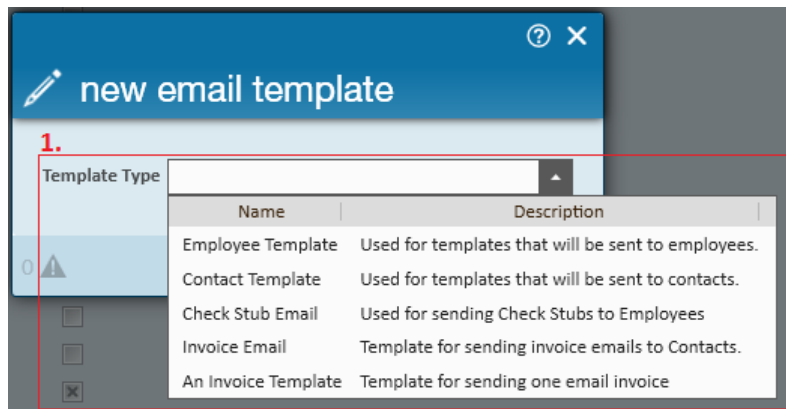 new email template
1.
Template Type
Name Description
Employee Template Used for templates that will be sent to employees.
Contact Template Used for templates that will be sent to contacts.
0
Check Stub Email Used for sending Check Stubs to Employees
Invoice Email Template for sending invoice emails to Contacts.
An Invoice Template Template for sending one email invoice